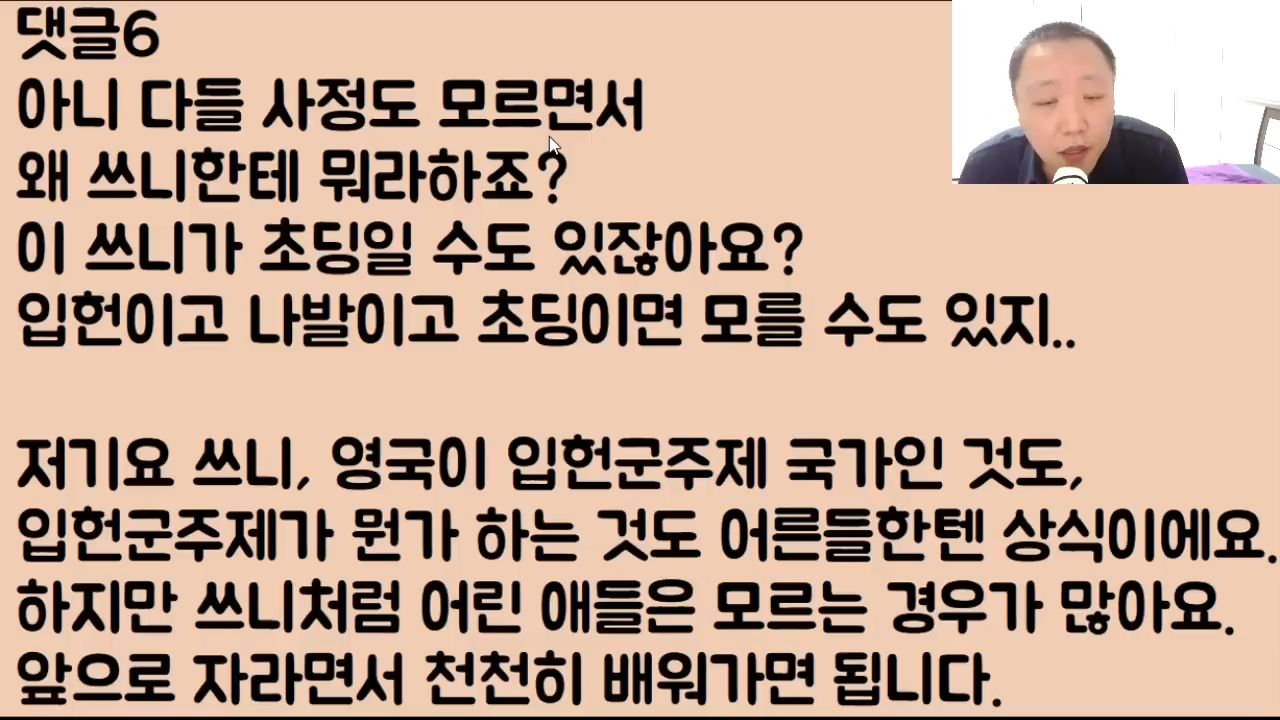 댓글6
아니 다들 사정도 모르면서
왜 쓰니한테 뭐라하죠?
이 쓰니가 초딩일 수도 있잖아요?
입헌이고 나발이고 초딩이면 모를 수도 있지..
저기요 쓰니, 영국이 입헌군주제 국가인 것도,
입헌군주제가 뭔가 하는 것도 어른들한텐 상식이에요.
하지만 쓰니처럼 어린 애들은 모르는 경우가 많아요.
앞으로 자라면서 천천히 배워가면 됩니다.